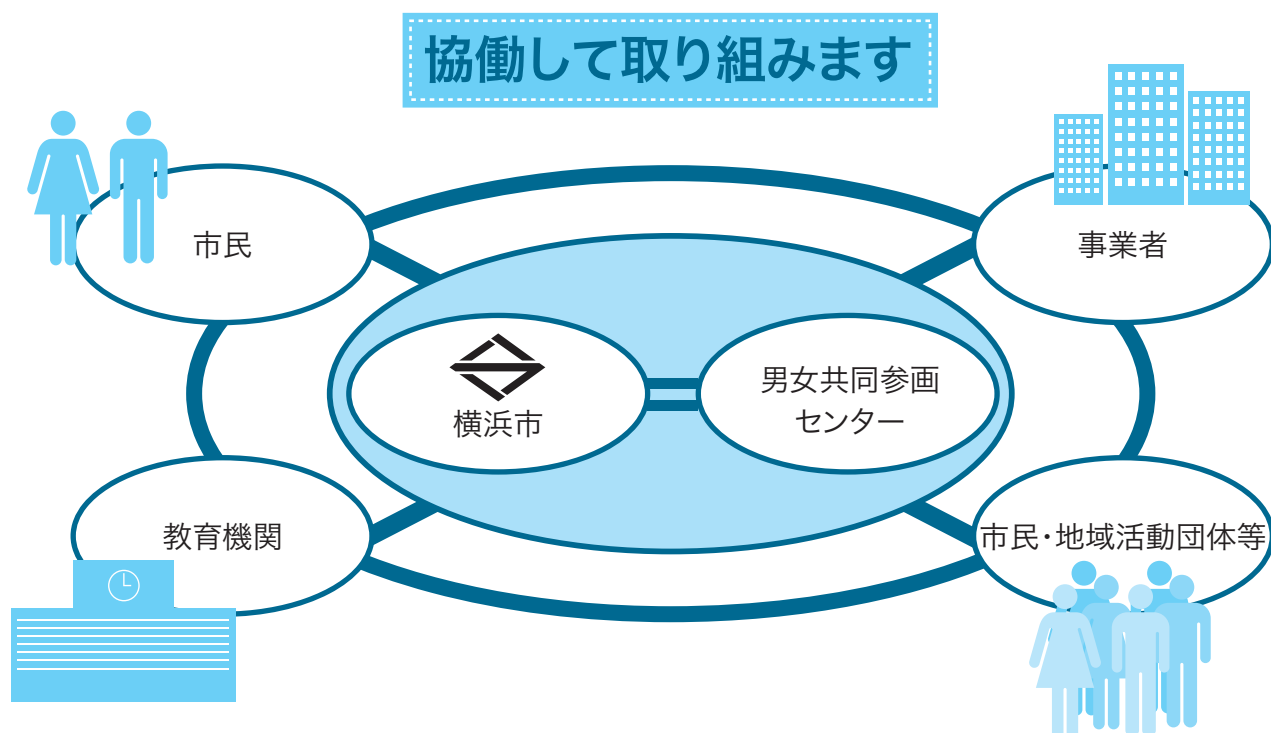 協働して取り組みます
市民
事業者
横浜市
男女共同参画
センター
教育機関
市民・地域活動団体等